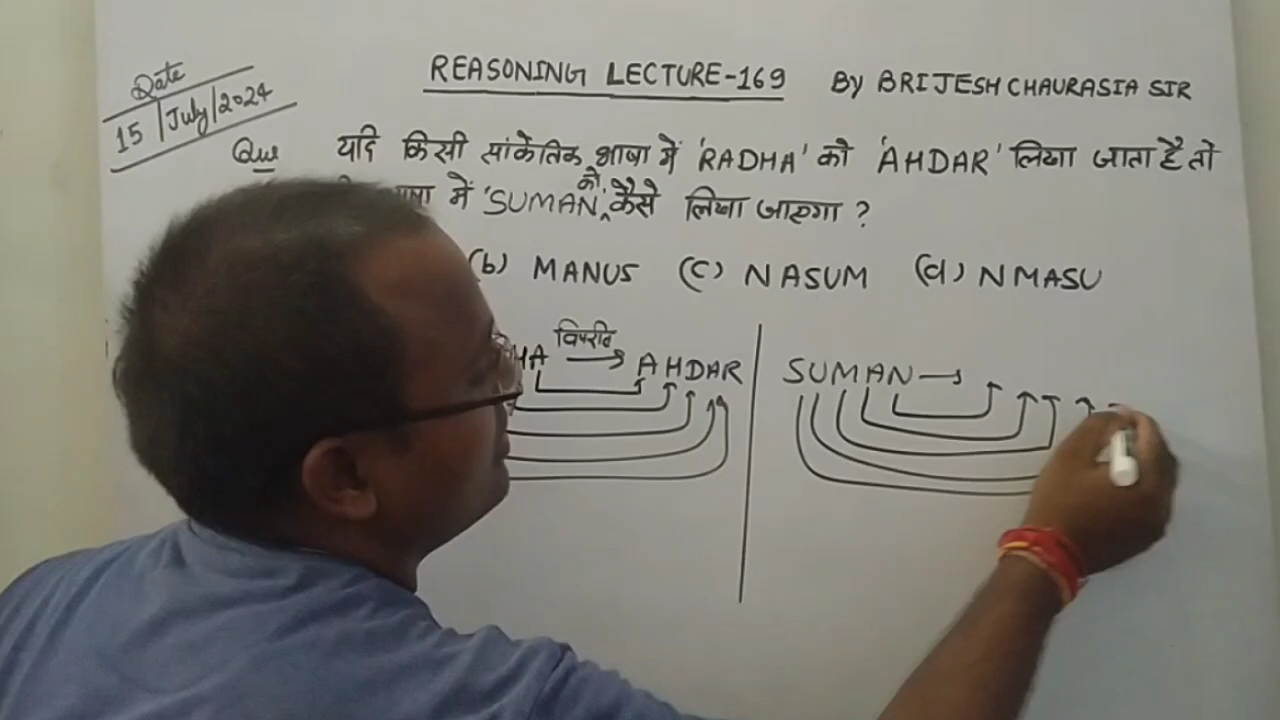 Date
15/July/2024
REASONING LECTURE-169 By BRIJESH CHAURASIA SIR
Que यदि किसी सांकेतिक भाषा में 'RADHA' को 'AHDAR' लिखा जाता है तो
में 'SUMAN' को कैसे लिखा जाएगा ?
(b) MANUS (c) NASUM (d) NMASU
HA विपरीत AHDAR
SUMAN